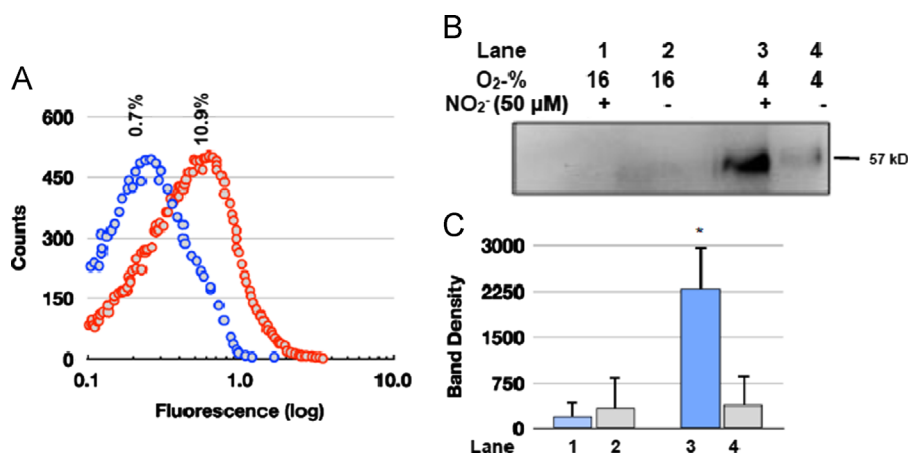 A
0.7%
10.9%
600
450
300
150
0
Counts
0.1
1.0
10.0
Fluorescence (log)
B
Lane 1 2 3 4
O₂-% 16 16 4 4
NO₂⁻ (50 µM) + - + -
57 kD
C
*
3000
2250
1500
750
0
Band Density
Lane 1 2 3 4